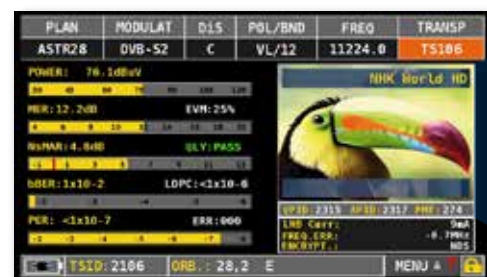 PLAN MODULAT DiS POL/BND FREQ TRANSP
ASTR28 DVB-S2 C VL/12 11224.0 TS106
POWER: 76.1dBuV
NHK World HD
MER:12.2dB EVM:25%
NsMAR:4.8dB QLY:PASS
bBER:1x10-2 LDPC:<1x10-8
PER: <1x10-7 ERR:000
VPID:2315 APID:2317 PMT:274
LNB Curr: 9mA
FREQ.ERR: -0.7MHz
ENCRYPT.: NDS
TSID:2106 ORB.: 28,2 E MENU